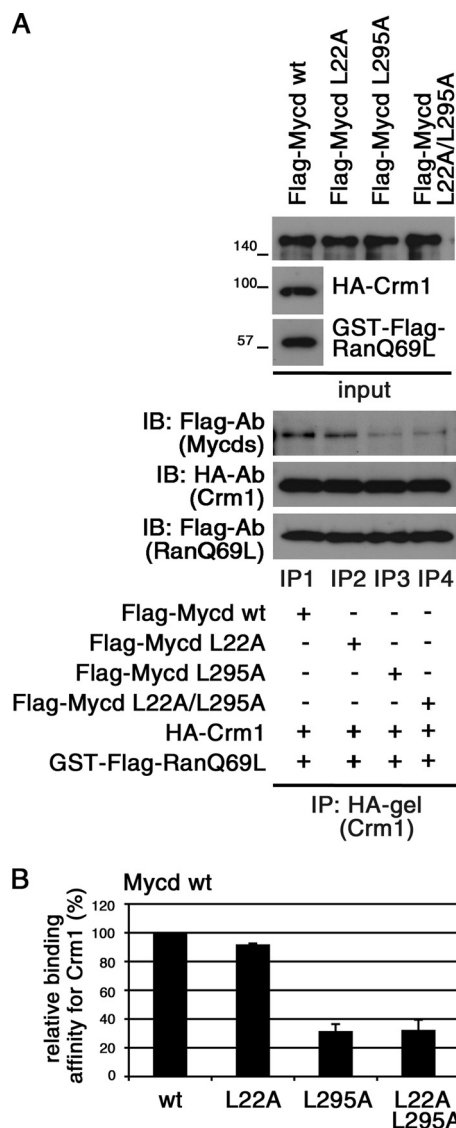 A
Flag-Mycd wt
Flag-Mycd L22A
Flag-Mycd L295A
Flag-Mycd
L22A/L295A
140
100
HA-Crm1
57
GST-Flag-
RanQ69L
input
IB: Flag-Ab
(Mycds)
IB: HA-Ab
(Crm1)
IB: Flag-Ab
(RanQ69L)
IP1 IP2 IP3 IP4
Flag-Mycd wt + - - -
Flag-Mycd L22A - + - -
Flag-Mycd L295A - - + -
Flag-Mycd L22A/L295A - - - +
HA-Crm1 + + + +
GST-Flag-RanQ69L + + + +
IP: HA-gel
(Crm1)
B
Mycd wt
relative binding
affinity for Crm1 (%)
120
100
80
60
40
20
0
wt L22A L295A L22A
L295A